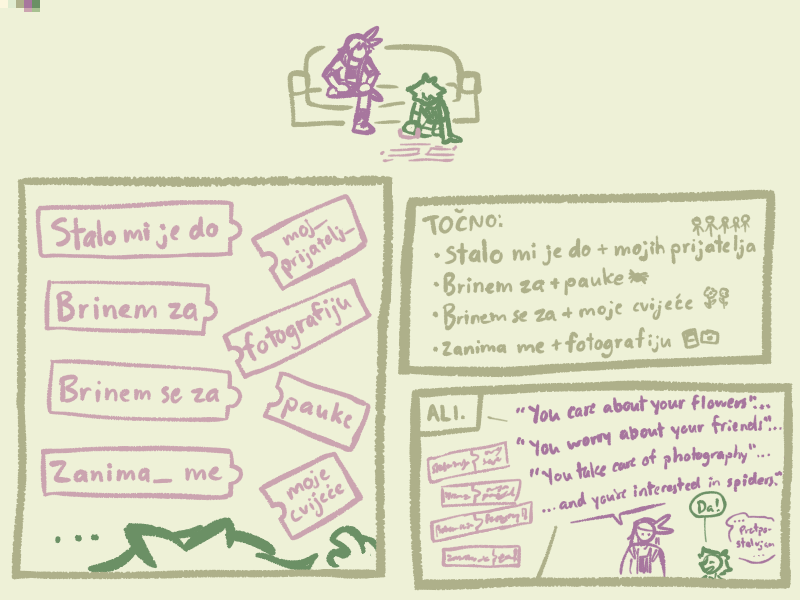 Stalo mi je do
moj_
prijatelj_
Brinem za
fotografiju
Brinem se za
pauke
Zanima_ me
moje
cvijeće
...
TOČNO:
• Stalo mi je do + mojih prijatelja
• Brinem za + pauke
• Brinem se za + moje cvijeće
• Zanima me + fotografiju
ALI.
"You care about your flowers"...
"You worry about your friends"...
"You take care of photography"...
...and you're interested in spiders."
Da!
...
Pretpo-
stavljam
...